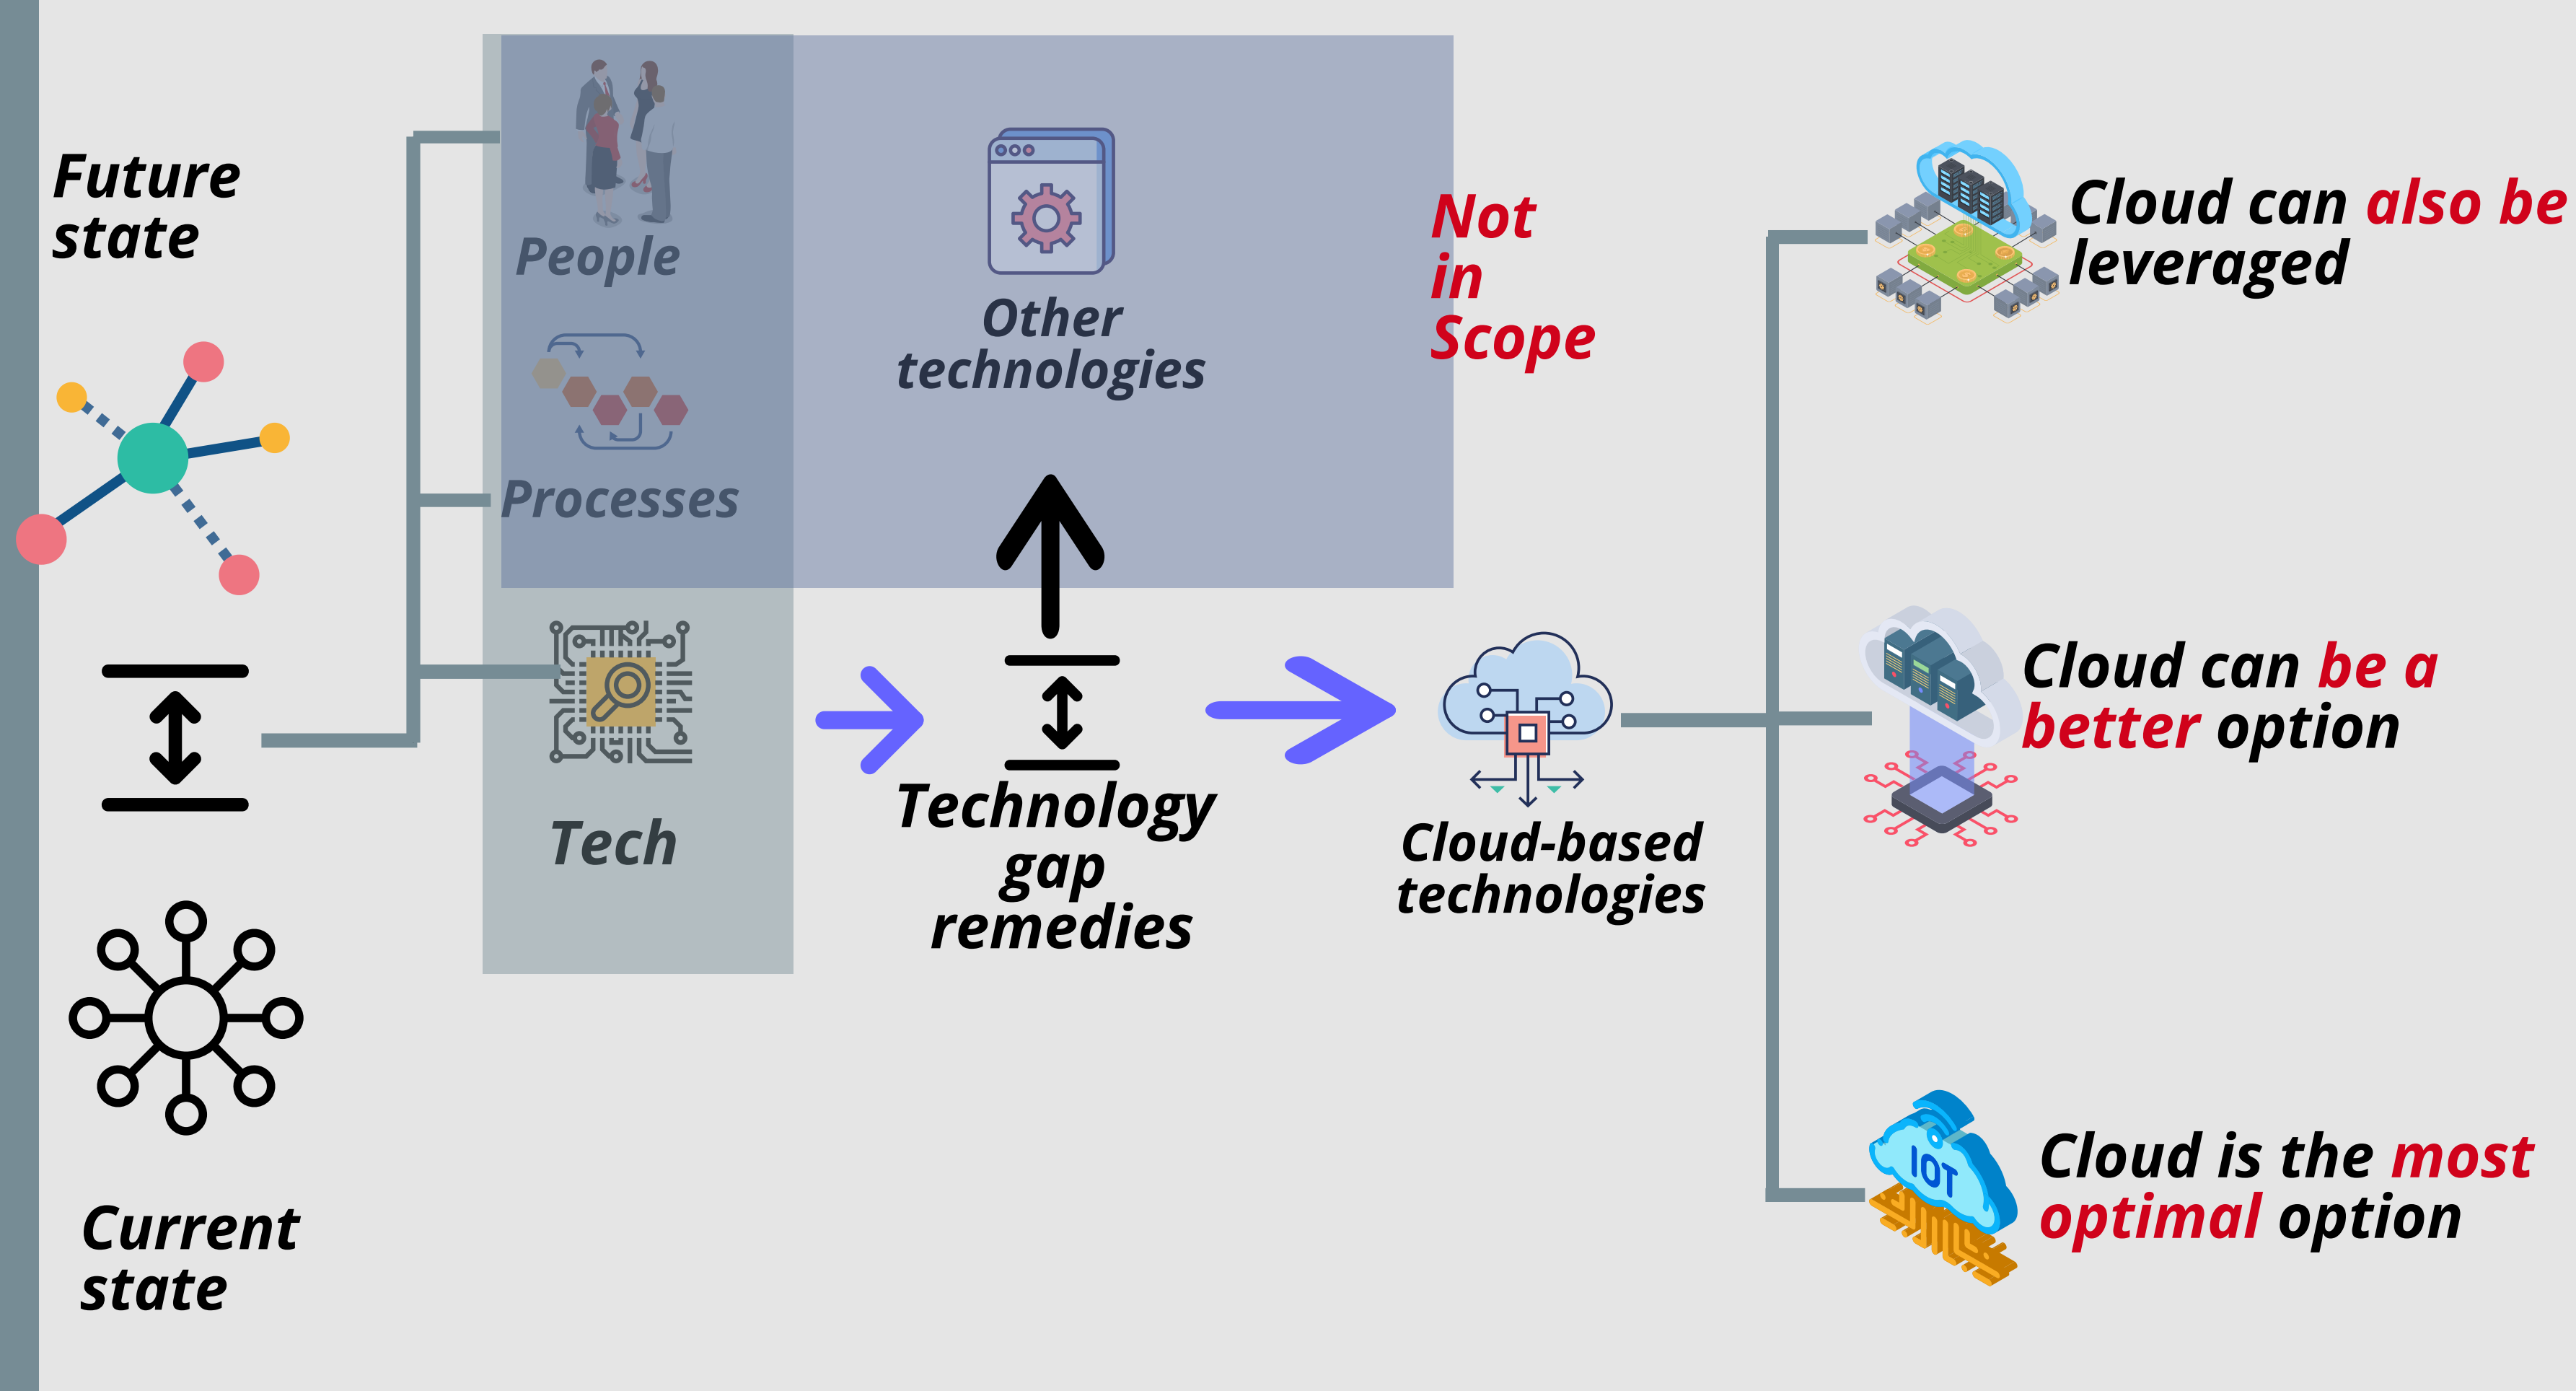 Future
state
Current
state
People
Processes
Tech
Other
technologies
Not
in
Scope
Technology
gap
remedies
Cloud-based
technologies
Cloud can also be
leveraged
Cloud can be a
better option
IOT
Cloud is the most
optimal option